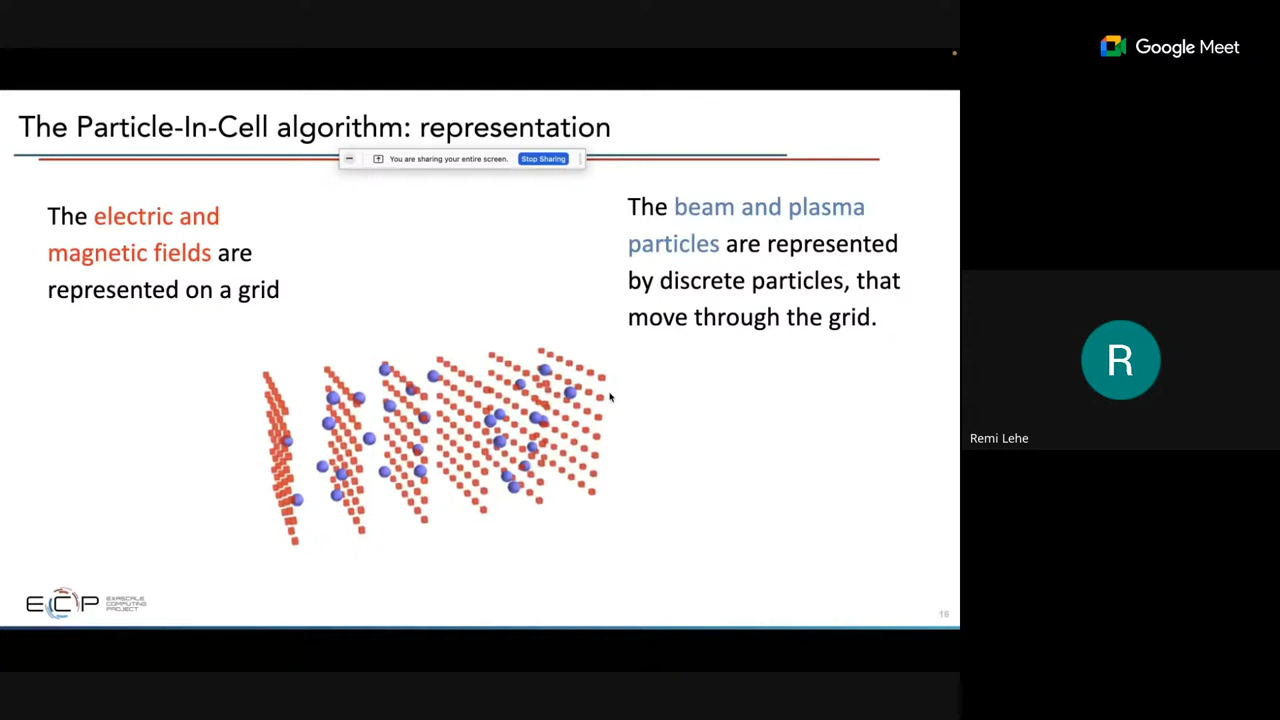 Google Meet
The Particle-In-Cell algorithm: representation
You are sharing your entire screen.
Stop Sharing
The electric and
magnetic fields are
represented on a grid
The beam and plasma
particles are represented
by discrete particles, that
move through the grid.
R
Remi Lehe
ECP
EXASCALE
COMPUTING
PROJECT
16